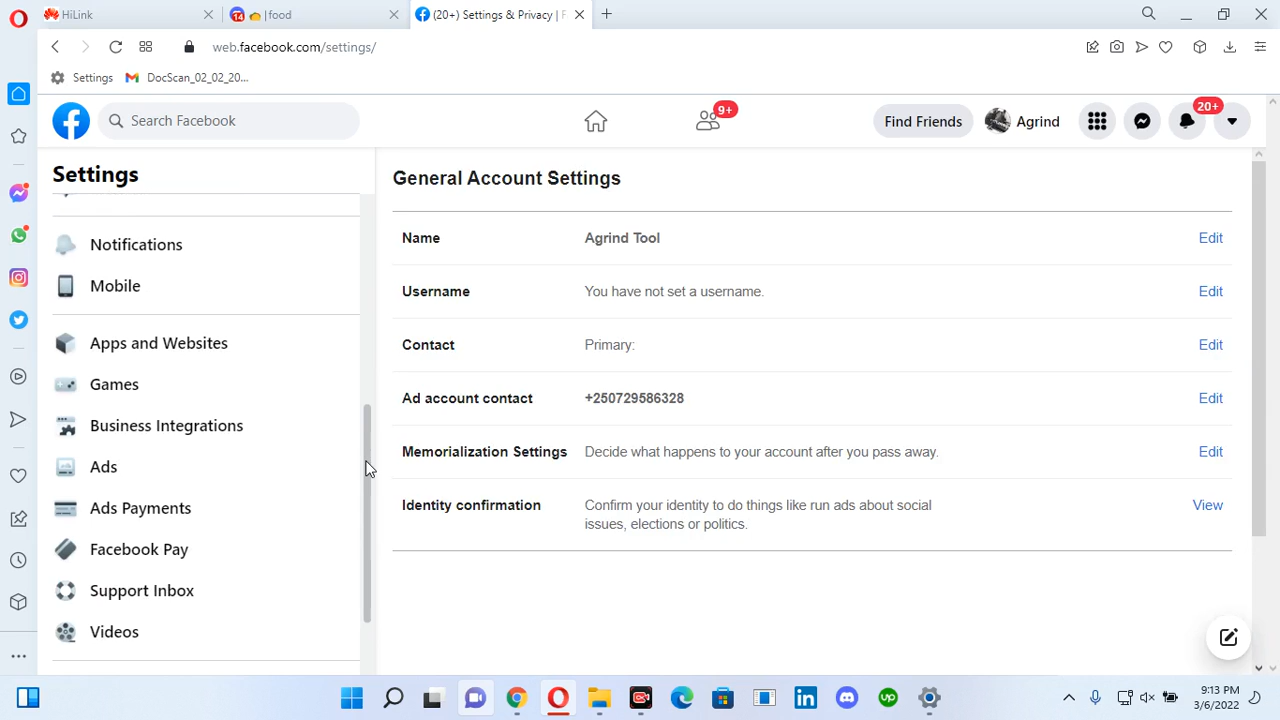 HiLink
14
food
(20+) Settings & Privacy | F
web.facebook.com/settings/
Settings
DocScan_02_02_20...
Search Facebook
9+
Find Friends
Agrind
20+
Settings
Notifications
Mobile
Apps and Websites
Games
Business Integrations
Ads
Ads Payments
Facebook Pay
Support Inbox
Videos
General Account Settings
Name Agrind Tool Edit
Username You have not set a username. Edit
Contact Primary: Edit
Ad account contact +250729586328 Edit
Memorialization Settings Decide what happens to your account after you pass away. Edit
Identity confirmation Confirm your identity to do things like run ads about social View
issues, elections or politics.
9:13 PM
3/6/2022